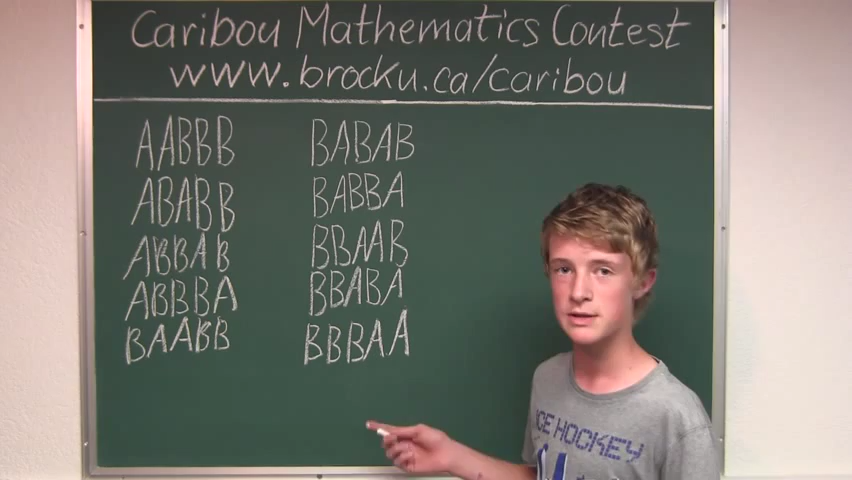 Caribou Mathematics Contest
www.brocku.ca/caribou
AABBB
ABABB
ABBAB
ABBBA
BAABB
BABAB
BABBA
BBAAB
BBABA
BBBAA
ICE HOCKEY